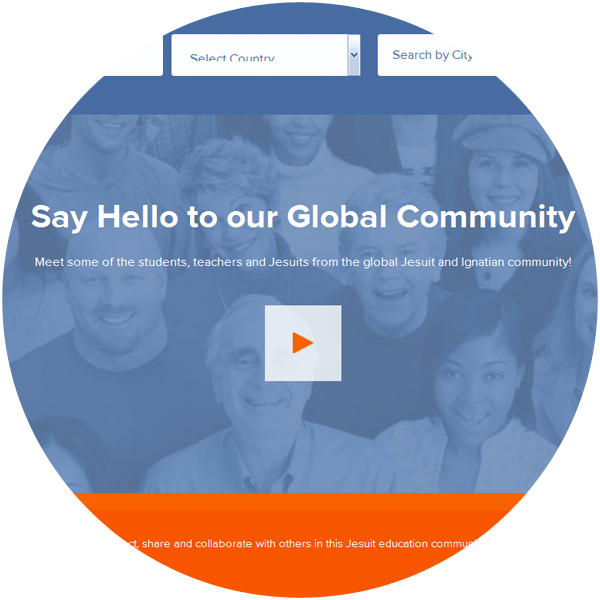 Select Country
Search by City
Say Hello to our Global Community
Meet some of the students, teachers and Jesuits from the global Jesuit and Ignatian community!
share and collaborate with others in this Jesuit education